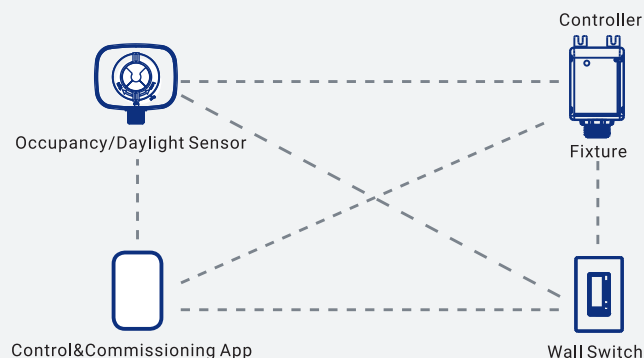 Controller
Occupancy/Daylight Sensor
Fixture
Control&Commissioning App
Wall Switch